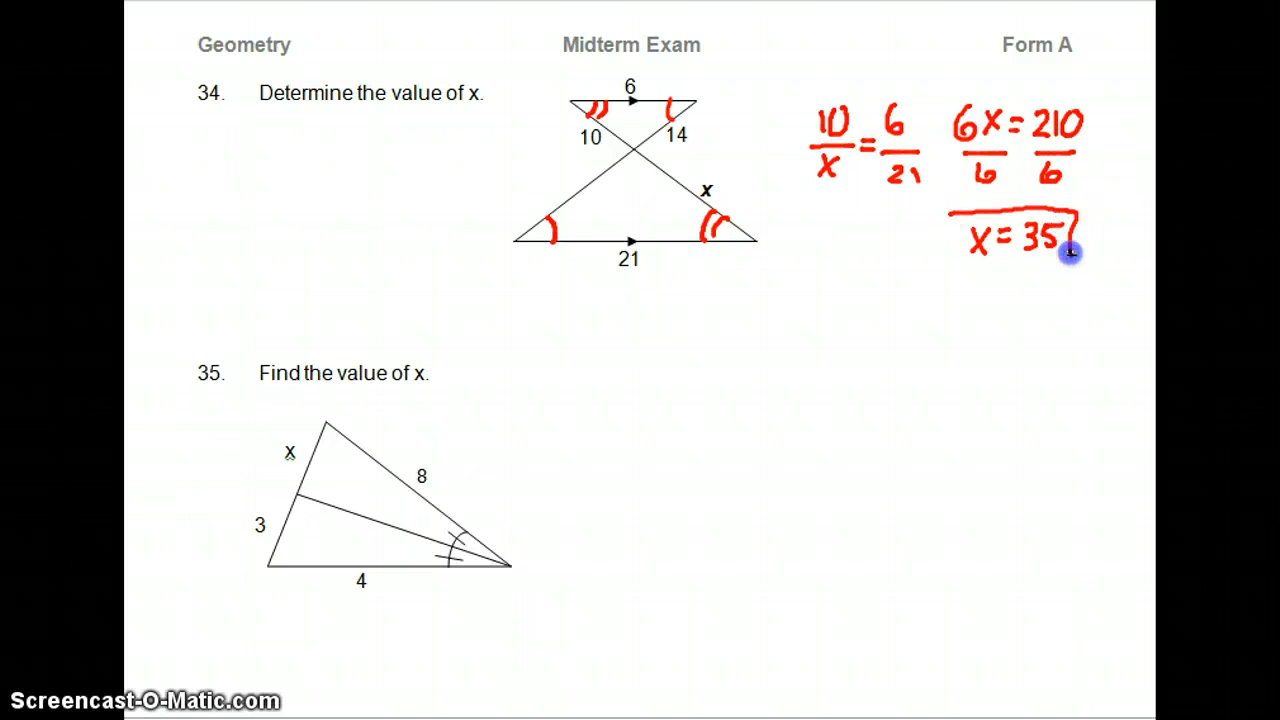 Geometry Midterm Exam Form A
34. Determine the value of x.
6
10
14
x
21
10/x = 6/21
6x = 210
6 6
x = 35
35. Find the value of x.
x
8
3
4
Screencast-O-Matic.com